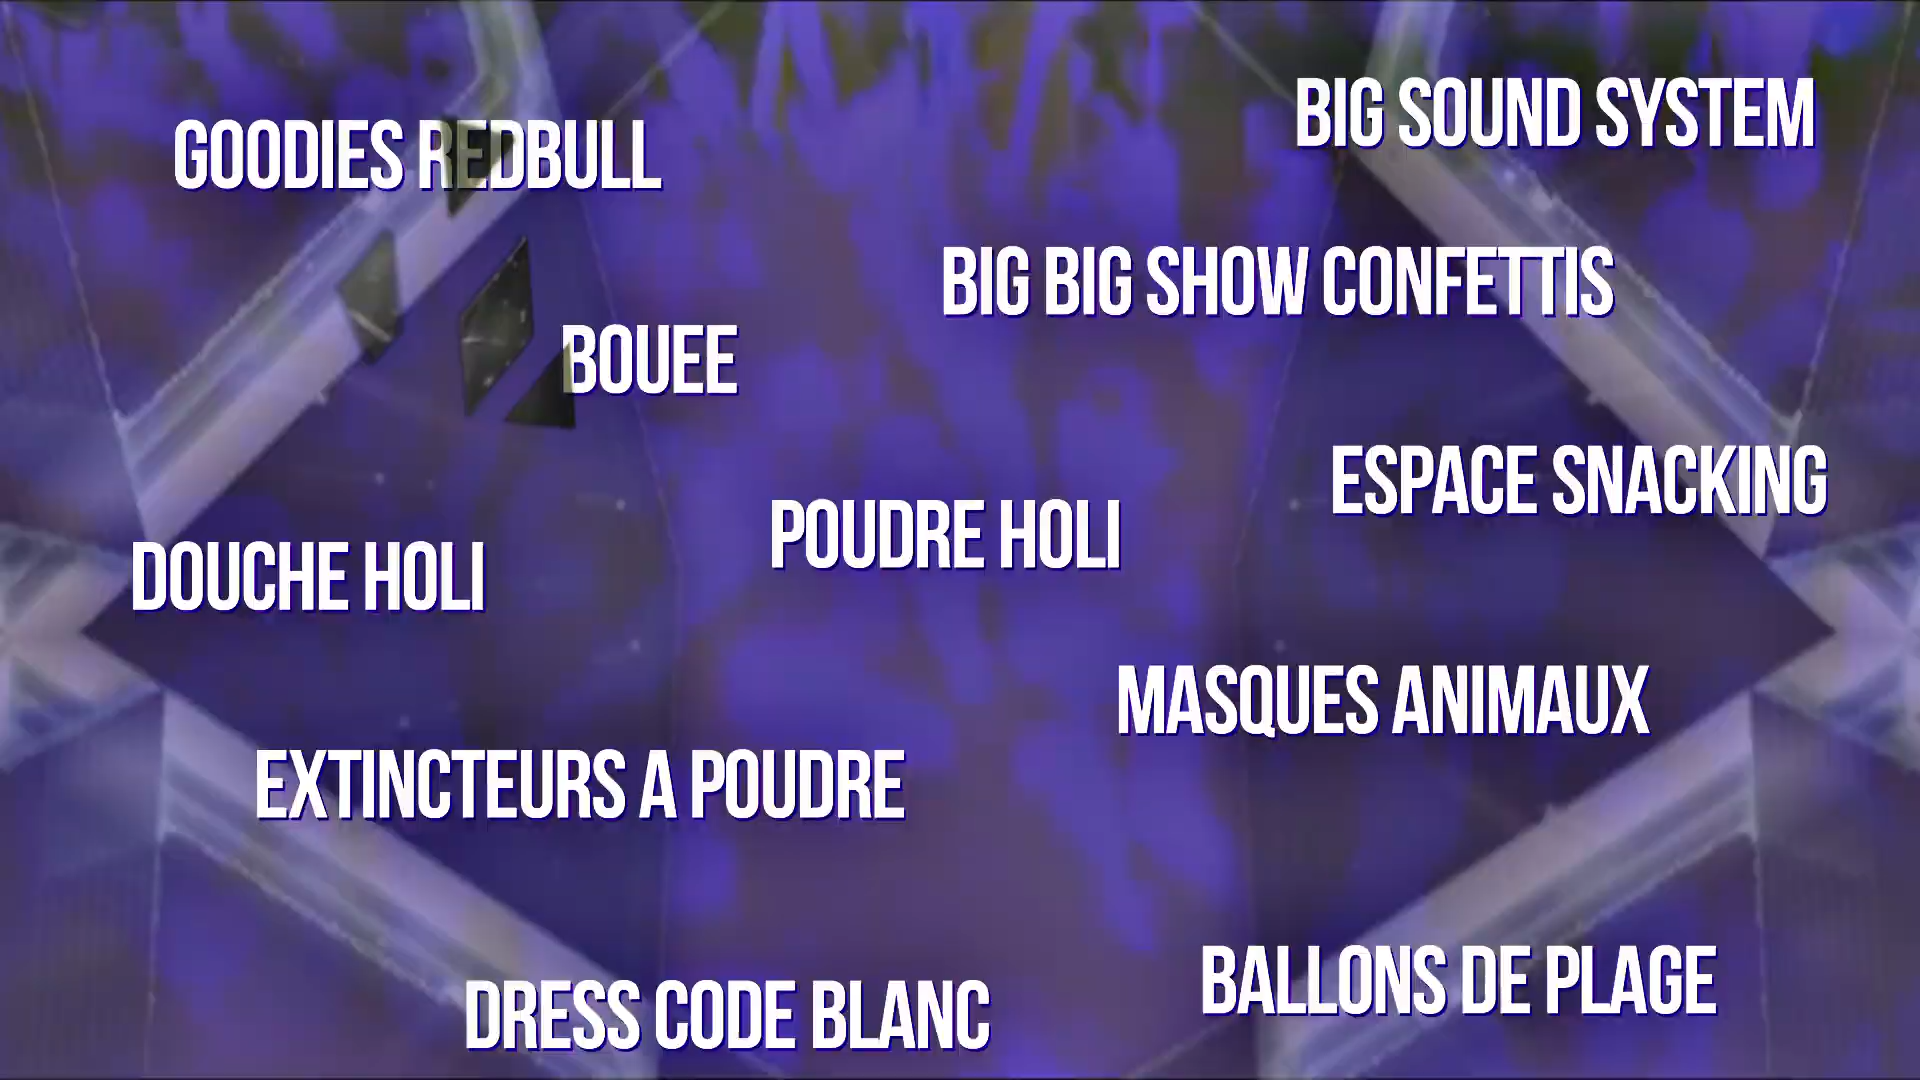 BIG SOUND SYSTEM
GOODIES REDBULL
BIG BIG SHOW CONFETTIS
BOUEE
ESPACE SNACKING
POUDRE HOLI
DOUCHE HOLI
MASQUES ANIMAUX
EXTINCTEURS A POUDRE
BALLONS DE PLAGE
DRESS CODE BLANC